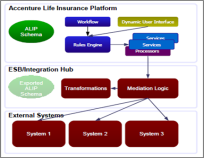 Accenture Life Insurance Platform
ALIP
Schema
Workflow
Dynamic User Interface
Rules Engine
Services
Services
Processors
ESB/Integration Hub
Exported
ALIP
Schema
Transformations
Mediation Logic
External Systems
System 1
System 2
System 3